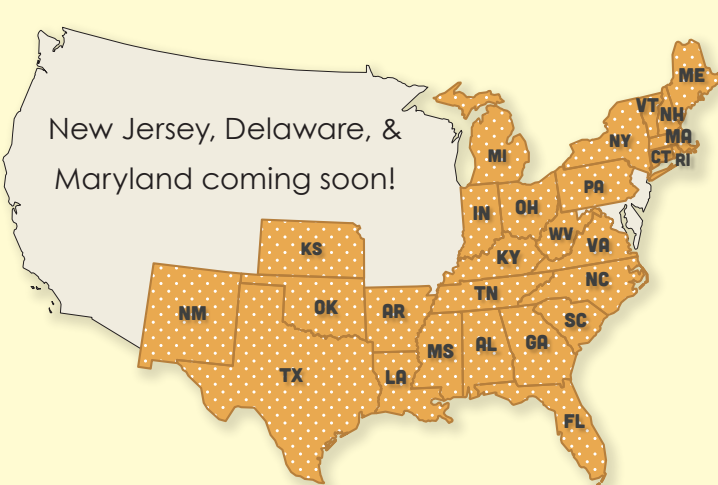 New Jersey, Delaware, &
Maryland coming soon!
ME
VT
NH
NY
MA
CT
RI
MI
PA
IN
OH
WV
VA
KS
KY
NC
TN
NM
OK
AR
SC
MS
AL
GA
TX
LA
FL